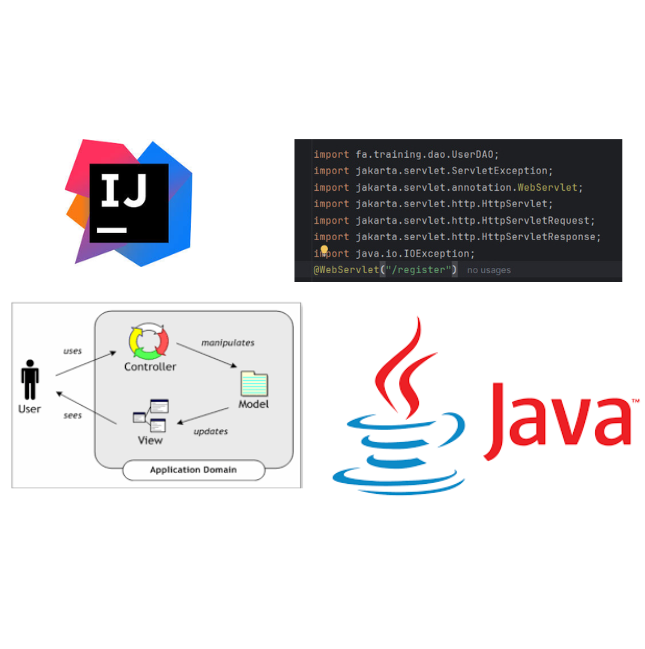 IJ
import fa.training.dao.UserDAO;
import jakarta.servlet.ServletException;
import jakarta.servlet.annotation.WebServlet;
import jakarta.servlet.http.HttpServlet;
import jakarta.servlet.http.HttpServletRequest;
import jakarta.servlet.http.HttpServletResponse;
import java.io.IOException;
@WebServlet("/register") no usages
uses
manipulates
Controller
User
Model
sees
updates
View
Application Domain
Java™